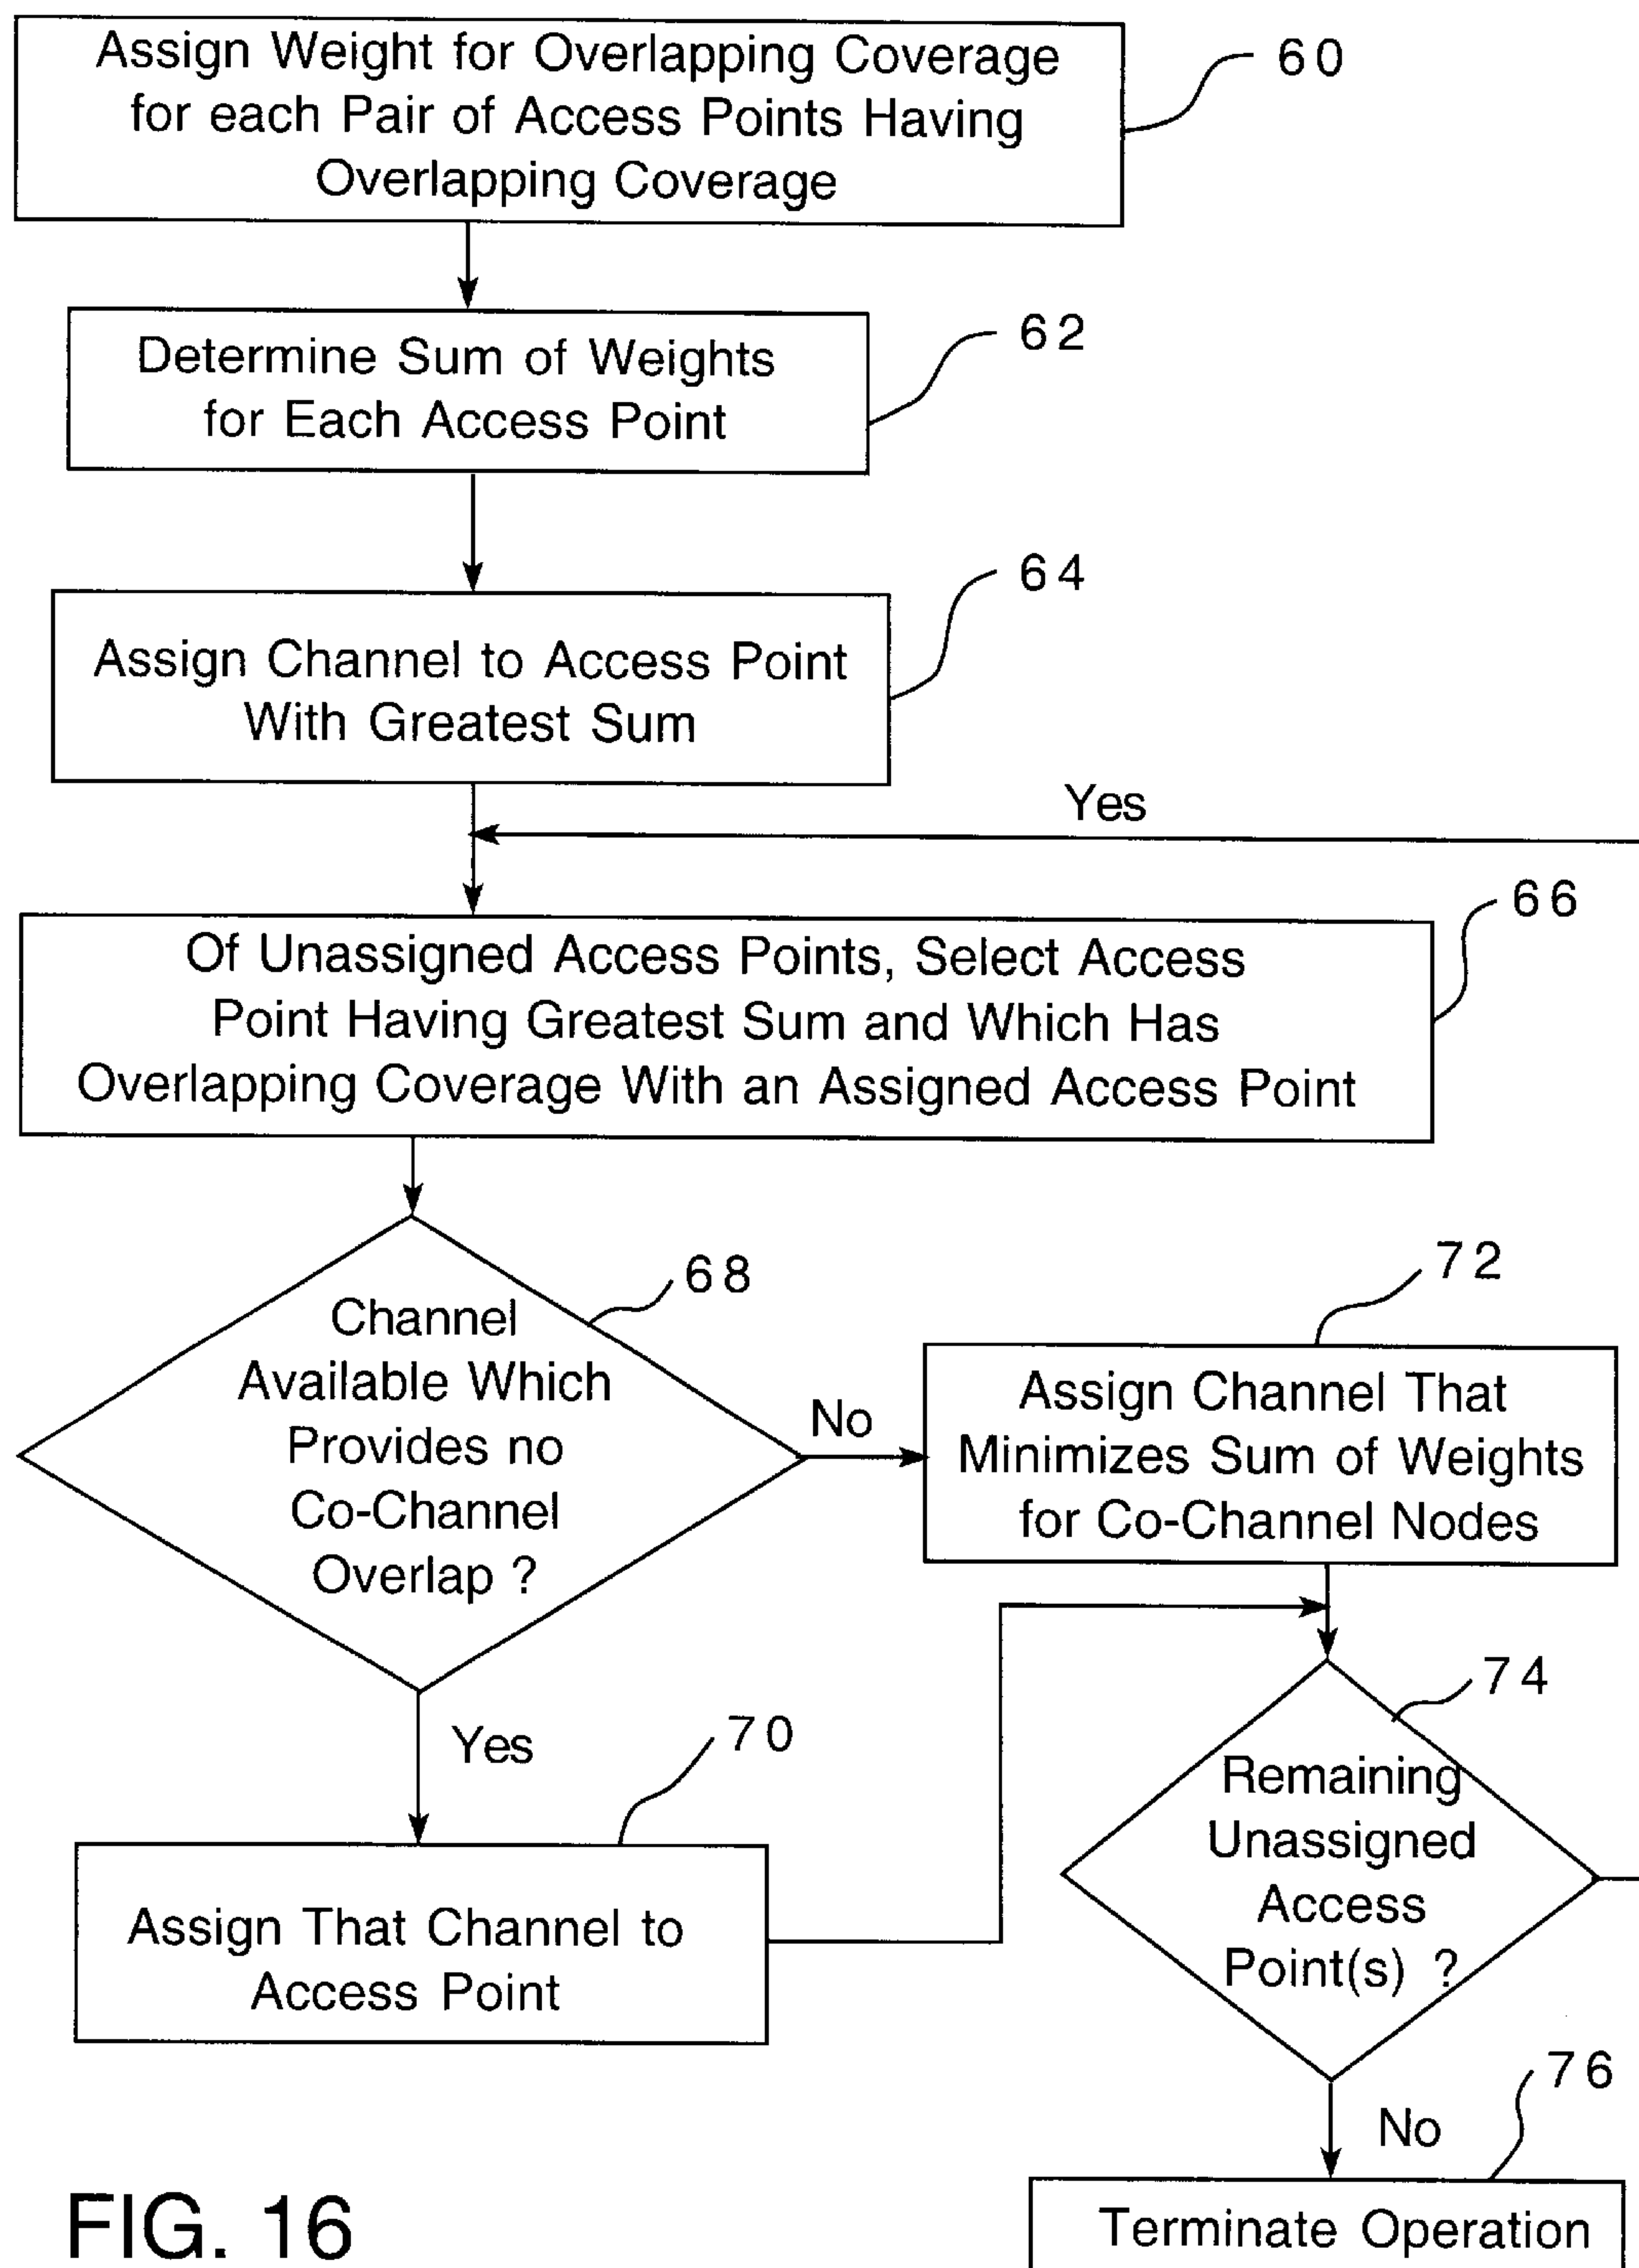 Assign Weight for Overlapping Coverage
for each Pair of Access Points Having
Overlapping Coverage
60
Determine Sum of Weights
for Each Access Point
62
Assign Channel to Access Point
With Greatest Sum
64
Yes
Of Unassigned Access Points, Select Access
Point Having Greatest Sum and Which Has
Overlapping Coverage With an Assigned Access Point
66
Channel
Available Which
Provides no
Co-Channel
Overlap ?
68
No
Assign Channel That
Minimizes Sum of Weights
for Co-Channel Nodes
72
Yes
Assign That Channel to
Access Point
70
Remaining
Unassigned
Access
Point(s) ?
74
No
Terminate Operation
76
FIG. 16